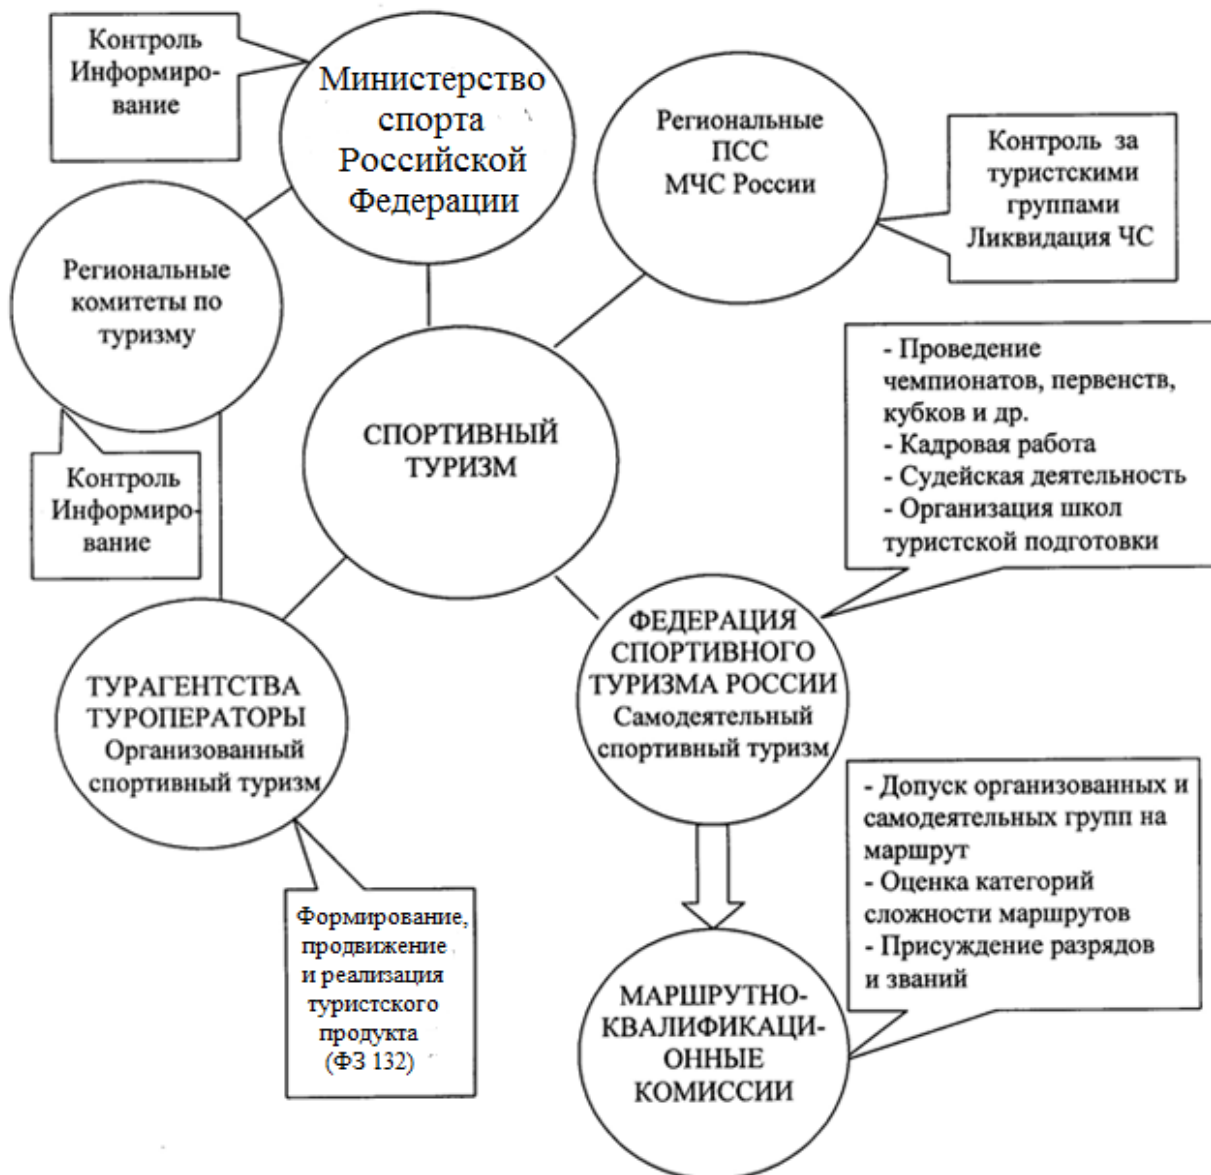 Контроль
Информиро-
вание
Министерство
спорта
Российской
Федерации
Региональные
ПСС
МЧС России
Контроль за
туристскими
группами
Ликвидация ЧС
Региональные
комитеты по
туризму
Контроль
Информиро-
вание
СПОРТИВНЫЙ
ТУРИЗМ
- Проведение
чемпионатов, первенств,
кубков и др.
- Кадровая работа
- Судейская деятельность
- Организация школ
туристской подготовки
ТУРАГЕНТСТВА
ТУРОПЕРАТОРЫ
Организованный
спортивный туризм
ФЕДЕРАЦИЯ
СПОРТИВНОГО
ТУРИЗМА РОССИИ
Самодеятельный
спортивный туризм
Формирование,
продвижение
и реализация
туристского
продукта
(ФЗ 132)
- Допуск организованных и
самодеятельных групп на
маршрут
- Оценка категорий
сложности маршрутов
- Присуждение разрядов
и званий
МАРШРУТНО-
КВАЛИФИКАЦИ-
ОННЫЕ
КОМИССИИ